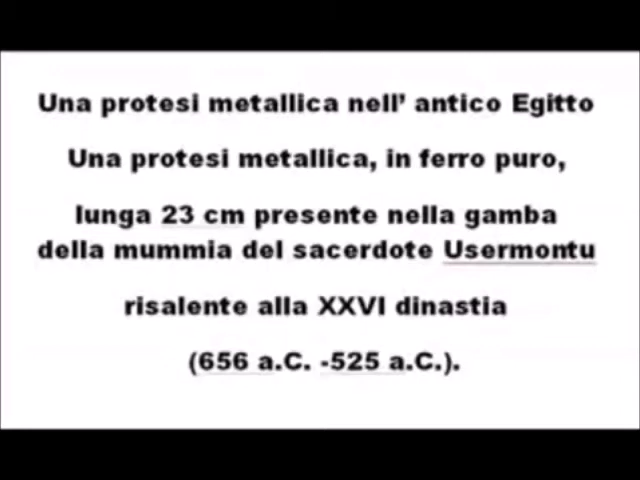 Una protesi metallica nell' antico Egitto
Una protesi metallica, in ferro puro,
lunga 23 cm presente nella gamba
della mummia del sacerdote Usermontu
risalente alla XXVI dinastia
(656 a.C. -525 a.C.).